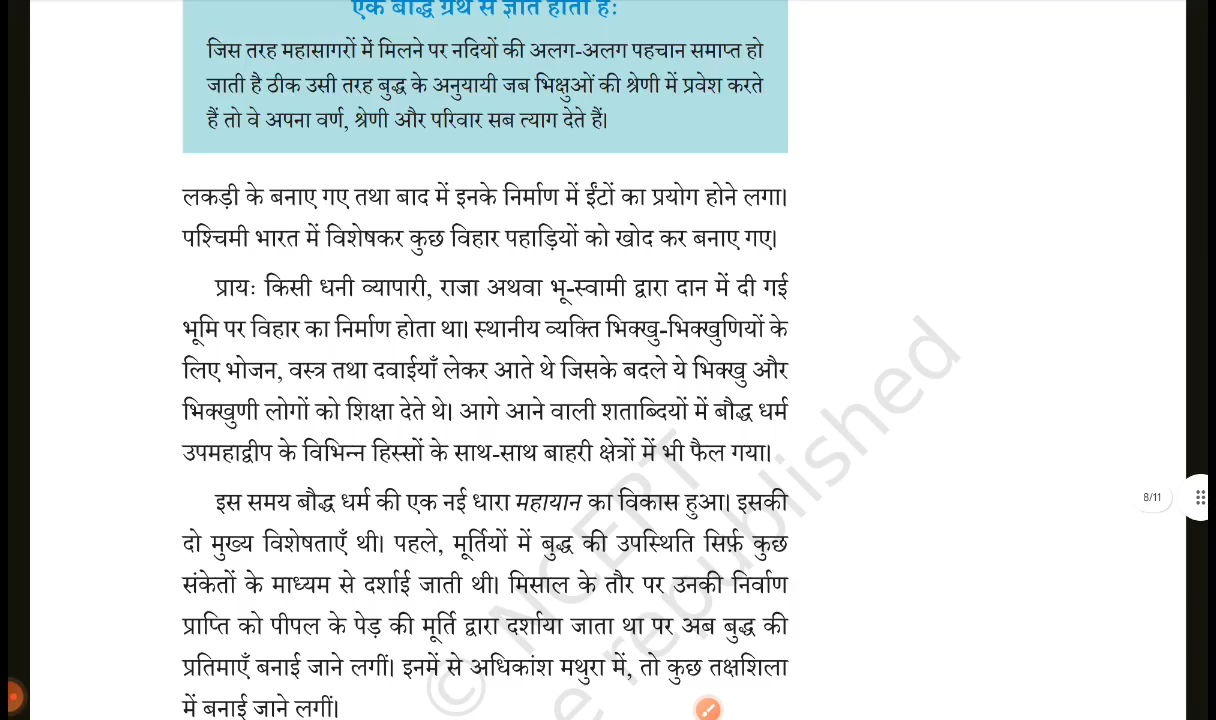 एक बौद्ध ग्रंथ से ज्ञात होता है:
जिस तरह महासागरों में मिलने पर नदियों की अलग-अलग पहचान समाप्त हो
जाती है ठीक उसी तरह बुद्ध के अनुयायी जब भिक्षुओं की श्रेणी में प्रवेश करते
हैं तो वे अपना वर्ण, श्रेणी और परिवार सब त्याग देते हैं।
लकड़ी के बनाए गए तथा बाद में इनके निर्माण में ईंटों का प्रयोग होने लगा।
पश्चिमी भारत में विशेषकर कुछ विहार पहाड़ियों को खोद कर बनाए गए।
प्रायः किसी धनी व्यापारी, राजा अथवा भू-स्वामी द्वारा दान में दी गई
भूमि पर विहार का निर्माण होता था। स्थानीय व्यक्ति भिक्खु-भिक्खुणियों के
लिए भोजन, वस्त्र तथा दवाईयाँ लेकर आते थे जिसके बदले ये भिक्खु और
भिक्खुणी लोगों को शिक्षा देते थे। आगे आने वाली शताब्दियों में बौद्ध धर्म
उपमहाद्वीप के विभिन्न हिस्सों के साथ-साथ बाहरी क्षेत्रों में भी फैल गया।
इस समय बौद्ध धर्म की एक नई धारा महायान का विकास हुआ। इसकी
दो मुख्य विशेषताएँ थी। पहले, मूर्तियों में बुद्ध की उपस्थिति सिर्फ़ कुछ
संकेतों के माध्यम से दर्शाई जाती थी। मिसाल के तौर पर उनकी निर्वाण
प्राप्ति को पीपल के पेड़ की मूर्ति द्वारा दर्शाया जाता था पर अब बुद्ध की
प्रतिमाएँ बनाई जाने लगीं। इनमें से अधिकांश मथुरा में, तो कुछ तक्षशिला
में बनाई जाने लगीं।
8/11
© NCERT
e republished